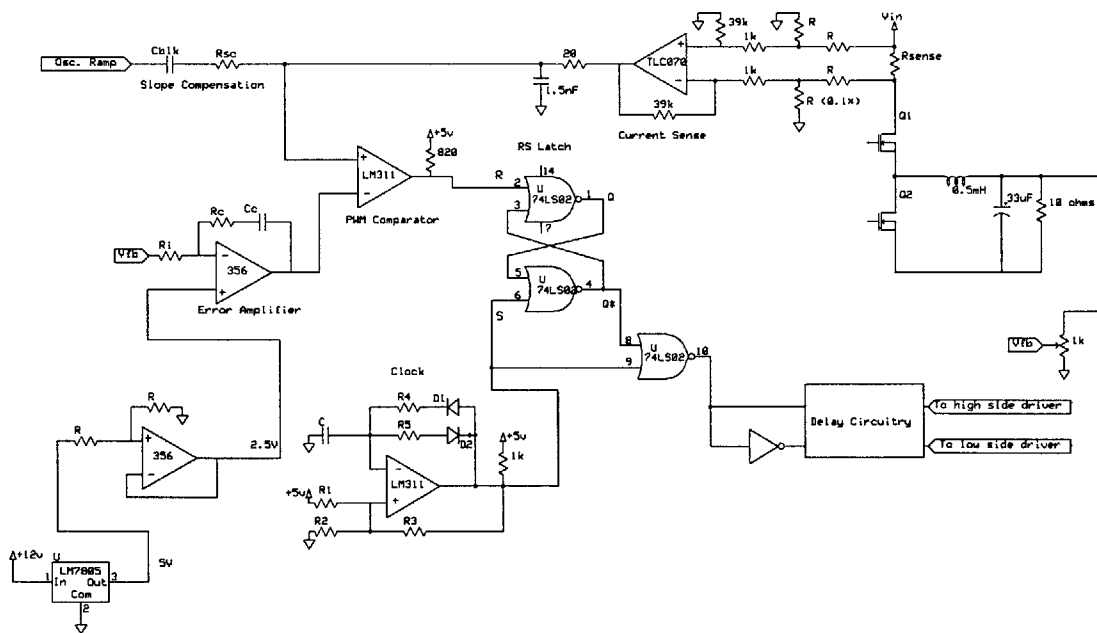 Vin
39k
R
1k
R
Cblk
Rsc
20
+
TLC070
-
Rsense
Osc. Ramp
Slope Compensation
1.5nF
1k
R
R (0.1%)
39k
Current Sense
Q1
+5v
820
RS Latch
+
LM311
-
PWM Comparator
R
14
2
U
1
Q
3
74LS02
7
0.5mH
33uF
10 ohms
Q2
Rc
Cc
Vfb
R1
-
356
+
Error Amplifier
5
U
4
6
74LS02
Q*
S
8
U
10
9
74LS02
Vfb
1k
Clock
R4
D1
C
R5
D2
+5v
1k
-
LM311
+
+5v
R1
R2
R3
Delay Circuitry
To high side driver
To low side driver
R
R
+
356
-
2.5V
5V
+12v
U
LM7805
1
In
Out
3
Com
2